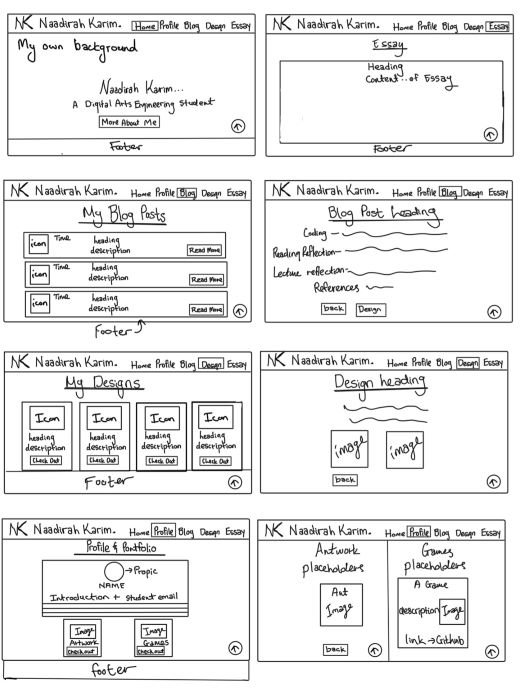 NK Naadirah Karim. Home Profile Blog Design Essay
My own background
Naadirah Karim...
A Digital Arts Engineering Student
More About Me
Footer
NK Naadirah Karim. Home Profile Blog Design Essay
Essay
Heading
Content..of Essay
Footer
NK Naadirah Karim. Home Profile Blog Design Essay
My Blog Posts
icon Time heading
description Read More
icon Time heading
description Read More
icon Time heading
description Read More
Footer
NK Naadirah Karim. Home Profile Blog Design Essay
Blog Post heading
Coding
Reading Reflection
Lecture reflection
References
back Design
NK Naadirah Karim. Home Profile Blog Design Essay
My Designs
Icon Icon Icon Icon
heading heading heading heading
description description description description
Check Out Check Out Check Out Check Out
Footer
NK Naadirah Karim. Home Profile Blog Design Essay
Design heading
image image
back
NK Naadirah Karim. Home Profile Blog Design Essay
Profile & Portfolio
→Propic
NAME
Introduction + student email
Image Image
Artwork Games
checkout checkout
footer
NK Naadirah Karim. Home Profile Blog Design Essay
Artwork
placeholders
Art
Image
back
Games
placeholders
A Game
description Image
link → Github